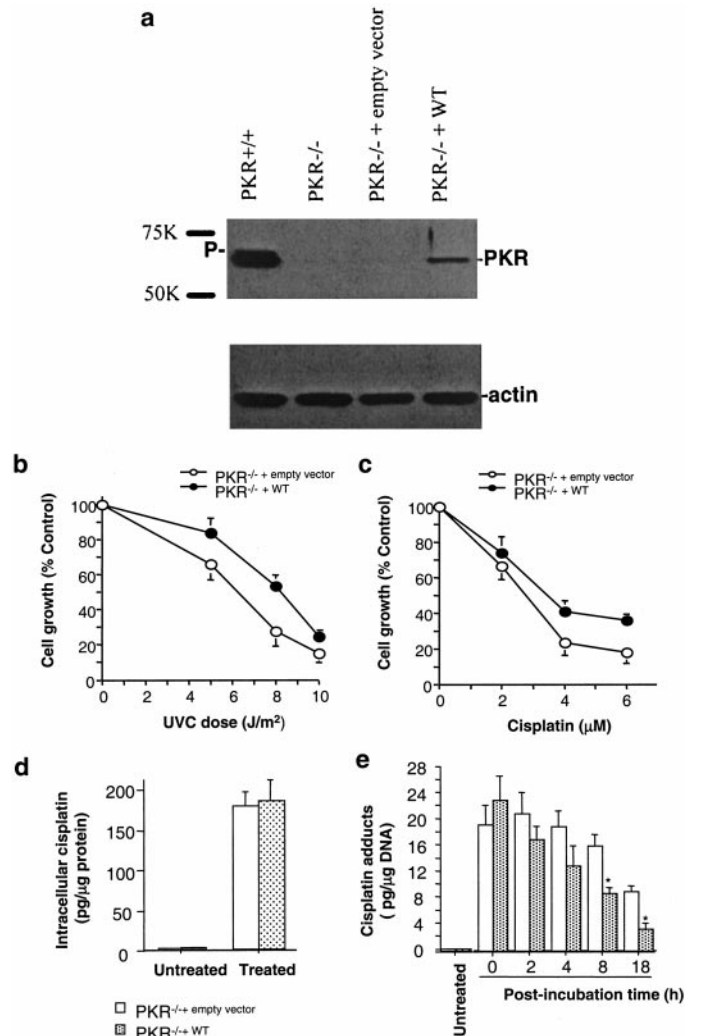 a
PKR+/+
PKR-/-
PKR-/- + empty vector
PKR-/- + WT
75K
P-
-PKR
50K
-actin
b
PKR-/- + empty vector
PKR-/- + WT
Cell growth (% Control)
100
80
60
40
20
0
0 2 4 6 8 10
UVC dose (J/m²)
c
PKR-/- + empty vector
PKR-/- + WT
Cell growth (% Control)
100
80
60
40
20
0
0 2 4 6
Cisplatin (μM)
d
Intracellular cisplatin
(pg/μg protein)
200
150
100
50
0
Untreated Treated
PKR-/-+ empty vector
PKR-/-+ WT
e
Cisplatin adducts
( pg/μg DNA)
28
24
20
16
12
8
4
0
* *
Untreated
0 2 4 8 18
Post-incubation time (h)